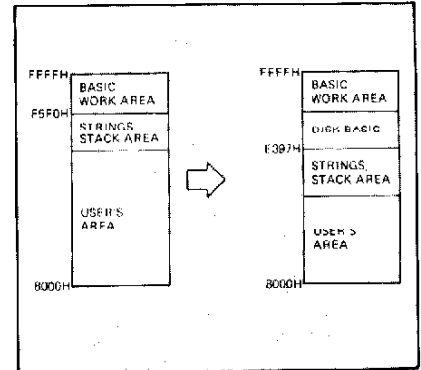 FFFFH
BASIC
WORK AREA
F5F0H
STRINGS
STACK AREA
USER'S
AREA
8000H
FFFFH
BASIC
WORK AREA
DISK BASIC
E397H
STRINGS,
STACK AREA
USER'S
AREA
8000H